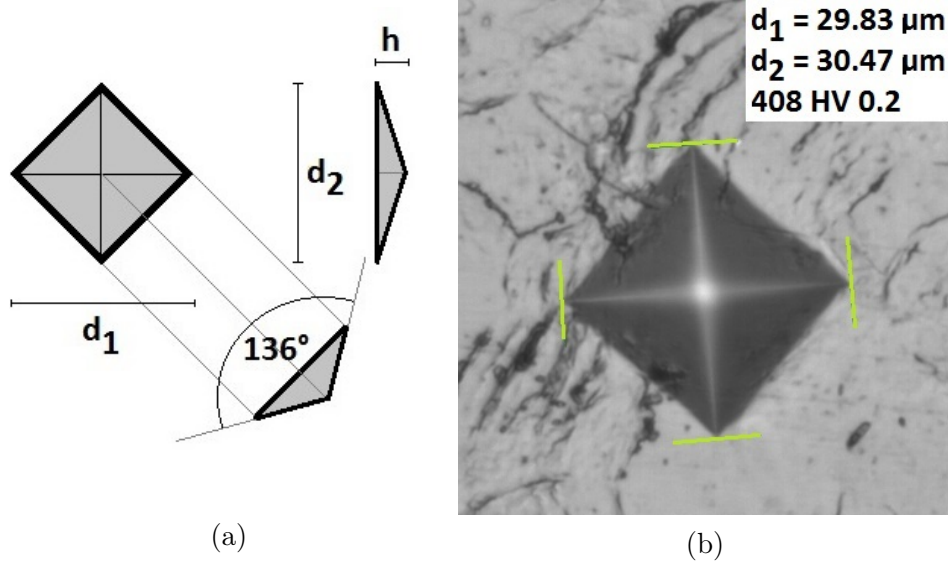 h
d2
d1
136°
(a)
d1 = 29.83 µm
d2 = 30.47 µm
408 HV 0.2
(b)